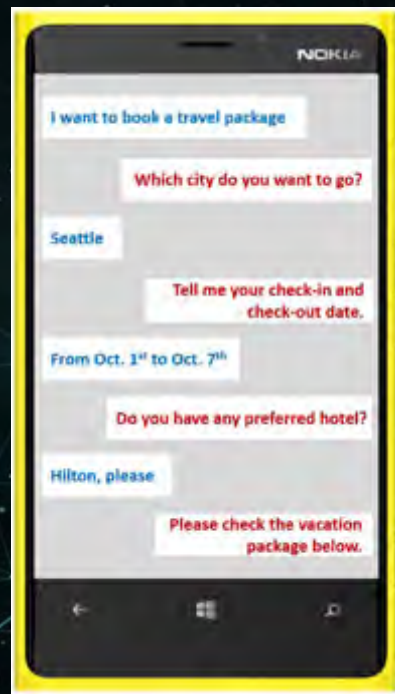 NOKIA
I want to book a travel package
Which city do you want to go?
Seattle
Tell me your check-in and
check-out date.
From Oct. 1st to Oct. 7th
Do you have any preferred hotel?
Hilton, please
Please check the vacation
package below.